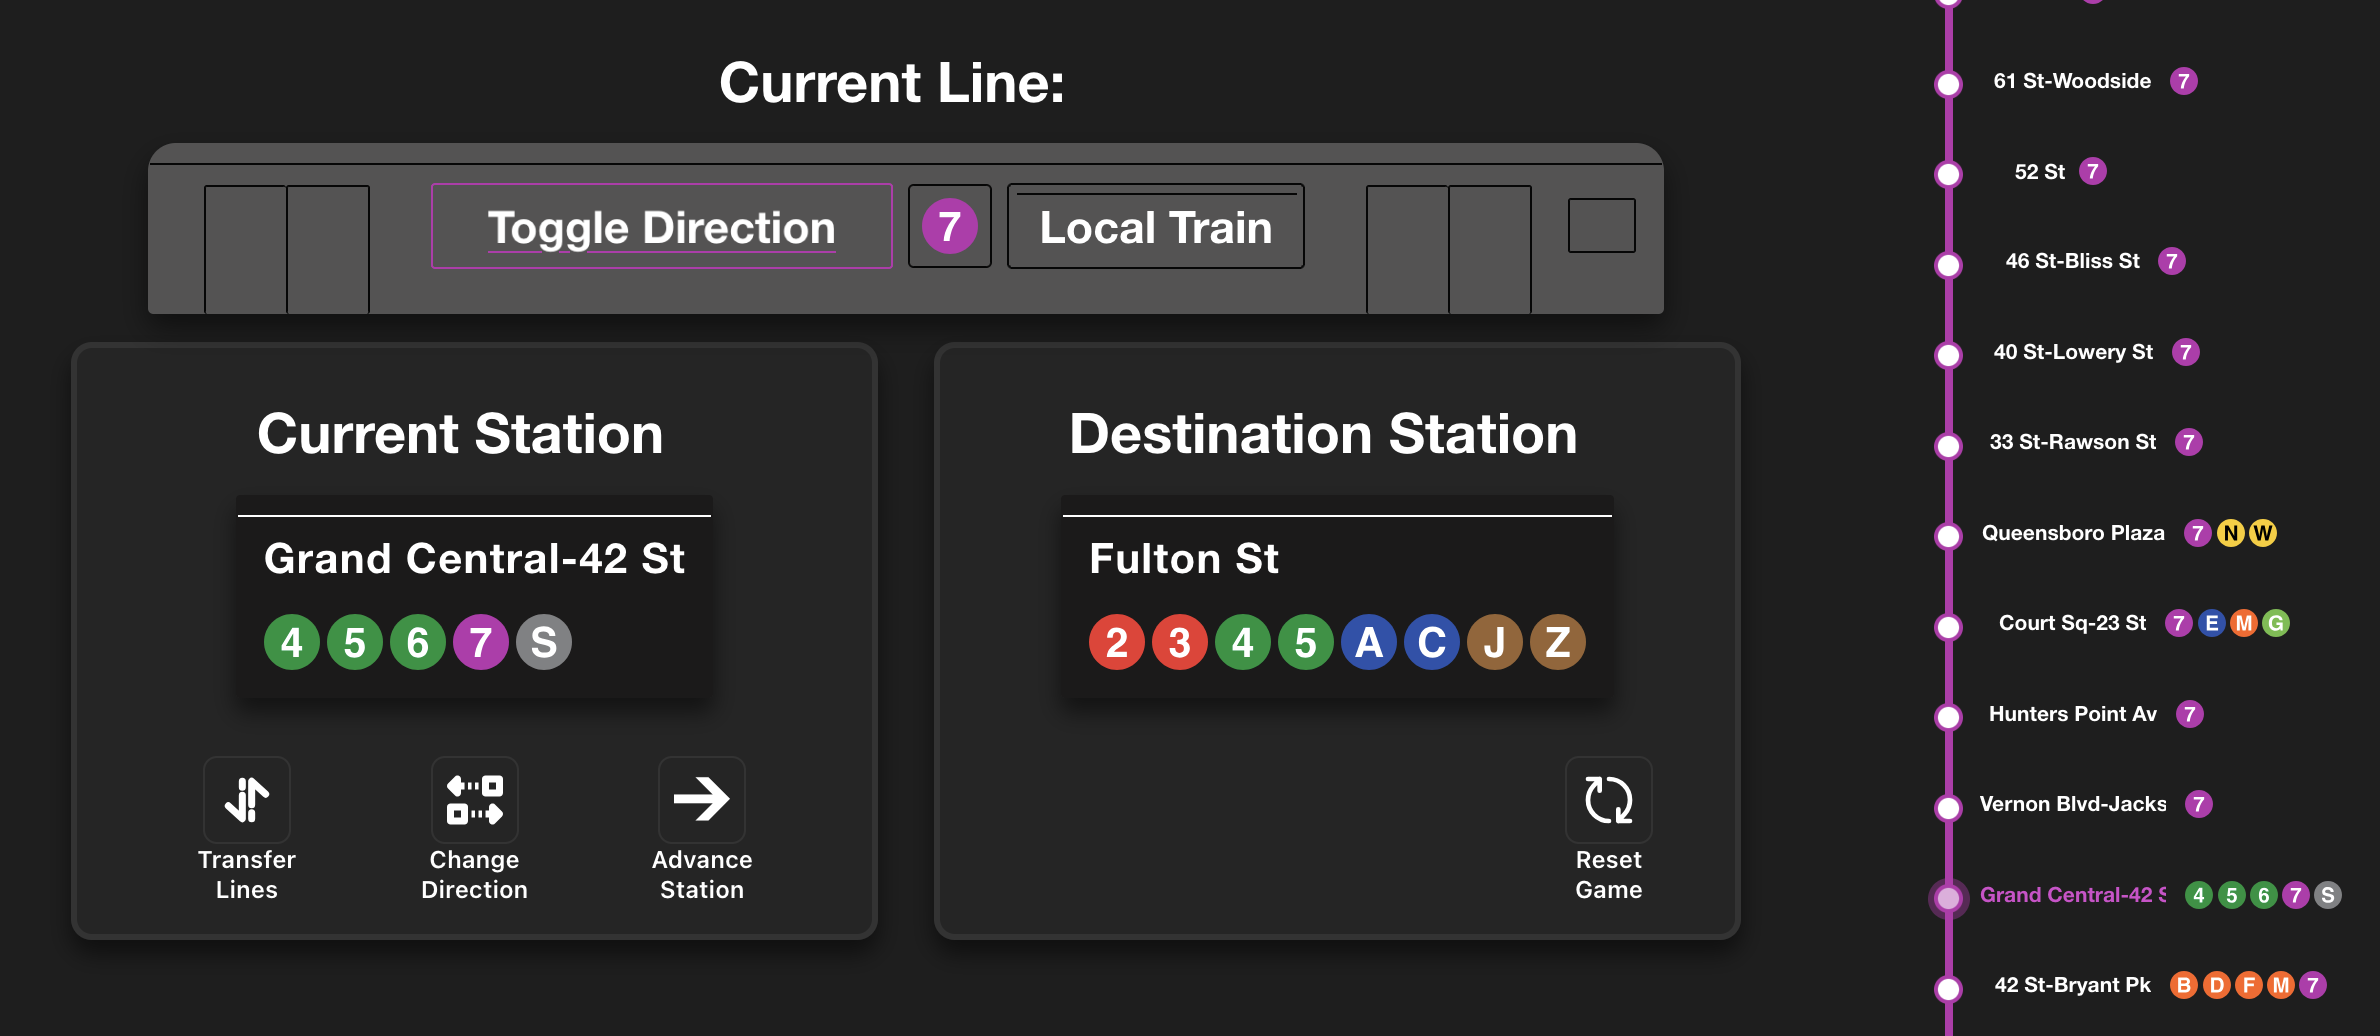 Current Line:
Toggle Direction 7 Local Train
Current Station
Grand Central-42 St
4 5 6 7 S
Transfer Lines
Change Direction
Advance Station
Destination Station
Fulton St
2 3 4 5 A C J Z
Reset Game
61 St-Woodside 7
52 St 7
46 St-Bliss St 7
40 St-Lowery St 7
33 St-Rawson St 7
Queensboro Plaza 7 N W
Court Sq-23 St 7 E M G
Hunters Point Av 7
Vernon Blvd-Jacks 7
Grand Central-42 S 4 5 6 7 S
42 St-Bryant Pk B D F M 7